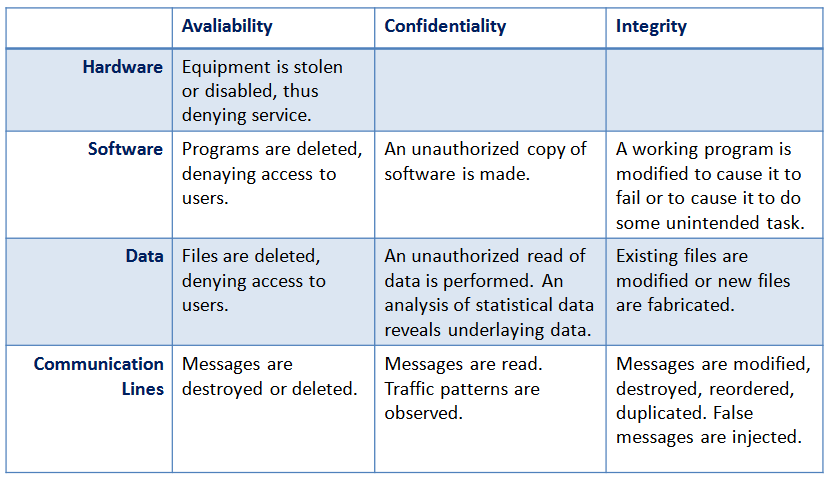 Avaliability
Confidentiality
Integrity
Hardware
Equipment is stolen
or disabled, thus
denying service.
Software
Programs are deleted,
denaying access to
users.
An unauthorized copy of
software is made.
A working program is
modified to cause it to
fail or to cause it to do
some unintended task.
Data
Files are deleted,
denying access to
users.
An unauthorized read of
data is performed. An
analysis of statistical data
reveals underlaying data.
Existing files are
modified or new files
are fabricated.
Communication
Lines
Messages are
destroyed or deleted.
Messages are read.
Traffic patterns are
observed.
Messages are modified,
destroyed, reordered,
duplicated. False
messages are injected.